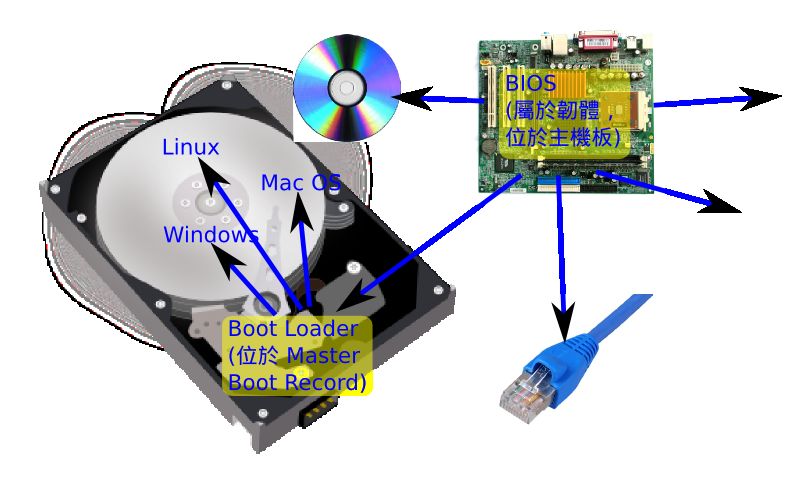 BIOS
(屬於韌體，
位於主機板)
Linux
Mac OS
Windows
Boot Loader
(位於 Master
Boot Record)